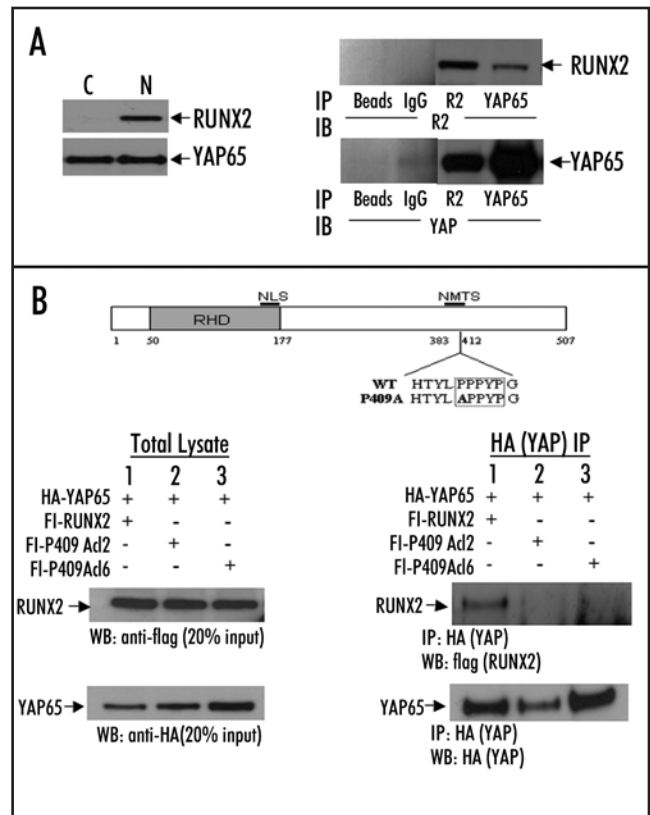 A
C N
RUNX2
YAP65
RUNX2
IP Beads IgG R2 YAP65
IB R2
YAP65
IP Beads IgG R2 YAP65
IB YAP
B
NLS NMTS
RHD
1 50 177 383 412 507
WT HTYL PPPYP G
P409A HTYL APPYP G
Total Lysate
1 2 3
HA-YAP65 + + +
Fl-RUNX2 + - -
Fl-P409 Acl2 - + -
Fl-P409Acl6 - - +
RUNX2
WB: anti-flag (20% input)
YAP65
WB: anti-HA(20% input)
HA (YAP) IP
1 2 3
HA-YAP65 + + +
Fl-RUNX2 + - -
Fl-P409 Acl2 - + -
Fl-P409Acl6 - - +
RUNX2
IP: HA (YAP)
WB: flag (RUNX2)
YAP65
IP: HA (YAP)
WB: HA (YAP)